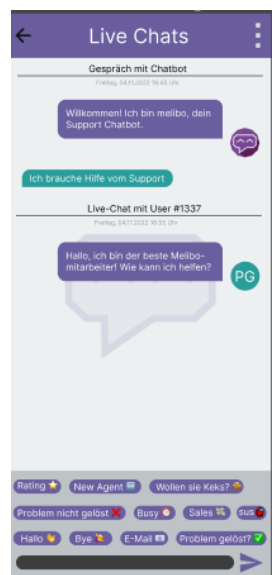 Live Chats
Gespräch mit Chatbot
Freitag, 04.11.2022 16:45 Uhr
Willkommen! Ich bin melibo, dein
Support Chatbot.
Ich brauche Hilfe vom Support
Live-Chat mit User #1337
Freitag, 04.11.2022 16:55 Uhr
Hallo, ich bin der beste Melibo-
mitarbeiter! Wie kann ich helfen?
PG
Rating ⭐ New Agent Wollen sie Keks? 🍪
Problem nicht gelöst ❌ Busy Sales sus
Hallo 👋 Bye E-Mail 📧 Problem gelöst? ✅